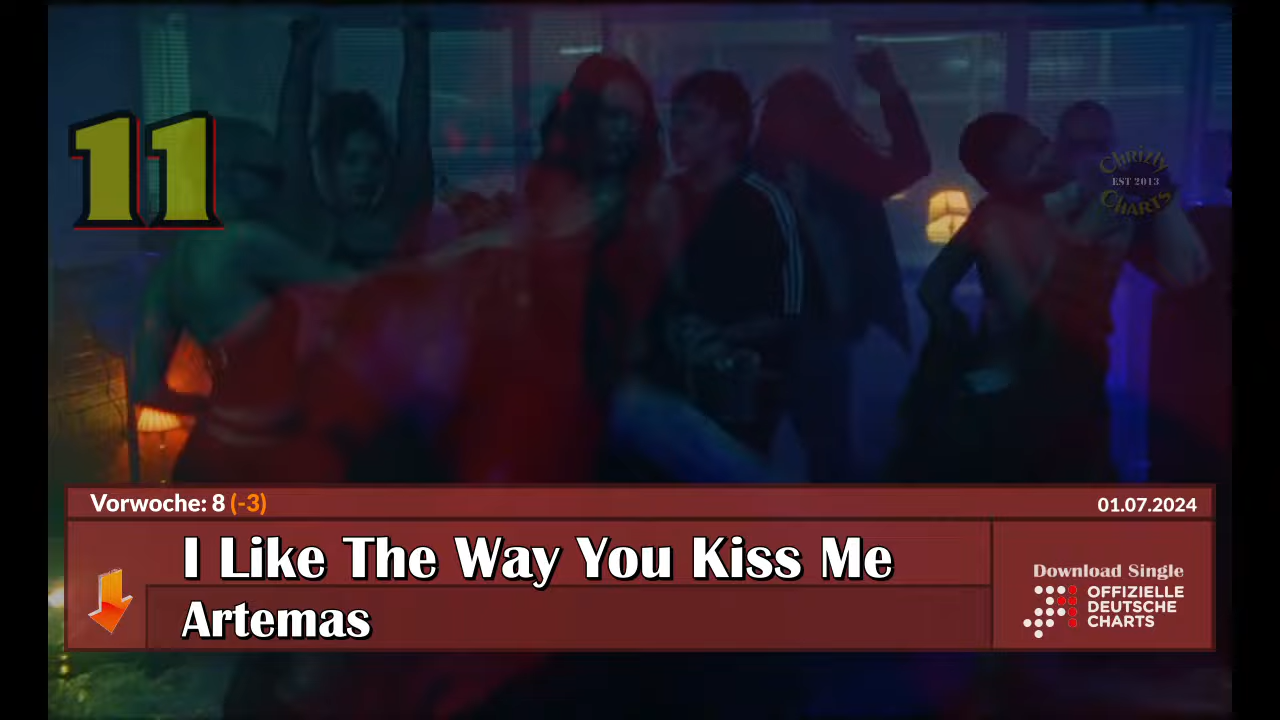 11
Chrizly
EST 2013
Charts
Vorwoche: 8 (-3)
01.07.2024
I Like The Way You Kiss Me
Artemas
Download Single
OFFIZIELLE
DEUTSCHE
CHARTS